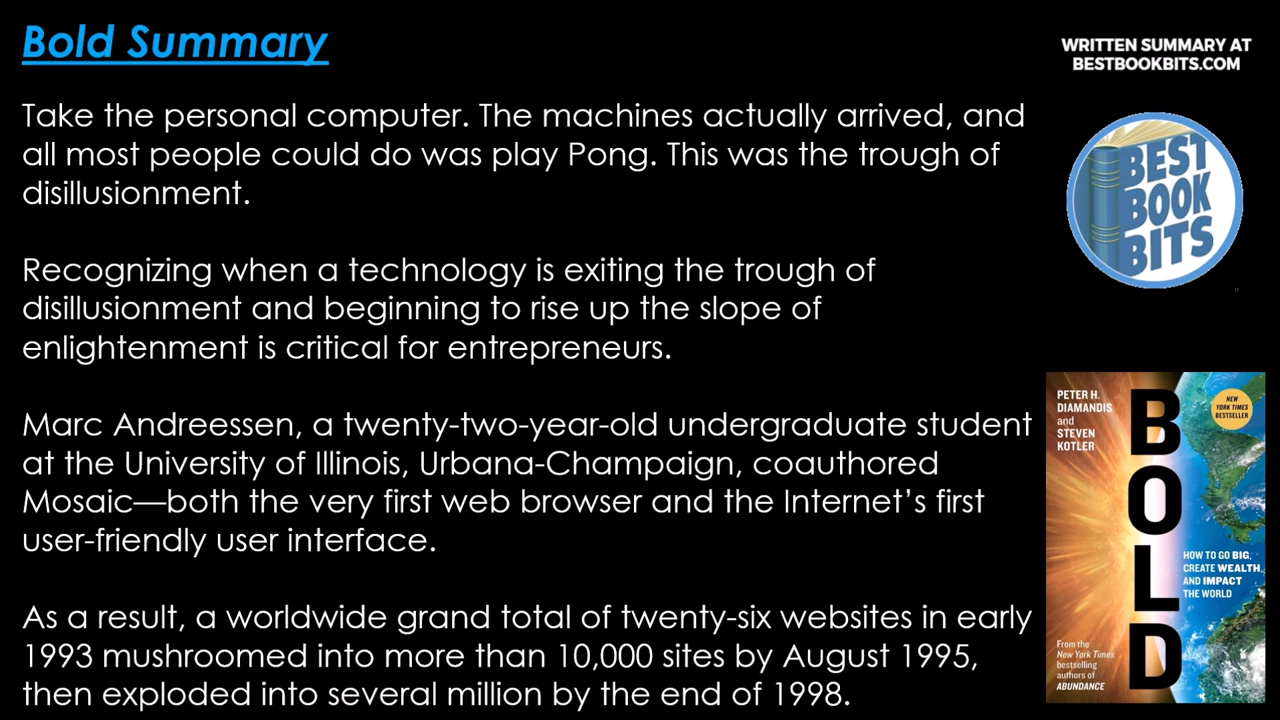 Bold Summary
WRITTEN SUMMARY AT
BESTBOOKBITS.COM
Take the personal computer. The machines actually arrived, and
all most people could do was play Pong. This was the trough of
disillusionment.
Recognizing when a technology is exiting the trough of
disillusionment and beginning to rise up the slope of
enlightenment is critical for entrepreneurs.
Marc Andreessen, a twenty-two-year-old undergraduate student
at the University of Illinois, Urbana-Champaign, coauthored
Mosaic—both the very first web browser and the Internet’s first
user-friendly user interface.
As a result, a worldwide grand total of twenty-six websites in early
1993 mushroomed into more than 10,000 sites by August 1995,
then exploded into several million by the end of 1998.
BEST
BOOK
BITS
PETER H.
DIAMANDIS
and
STEVEN
KOTLER
BOLD
NEW
YORK TIMES
BESTSELLER
HOW TO GO BIG,
CREATE WEALTH,
AND IMPACT
THE WORLD
From the
New York Times
bestselling
authors of
ABUNDANCE